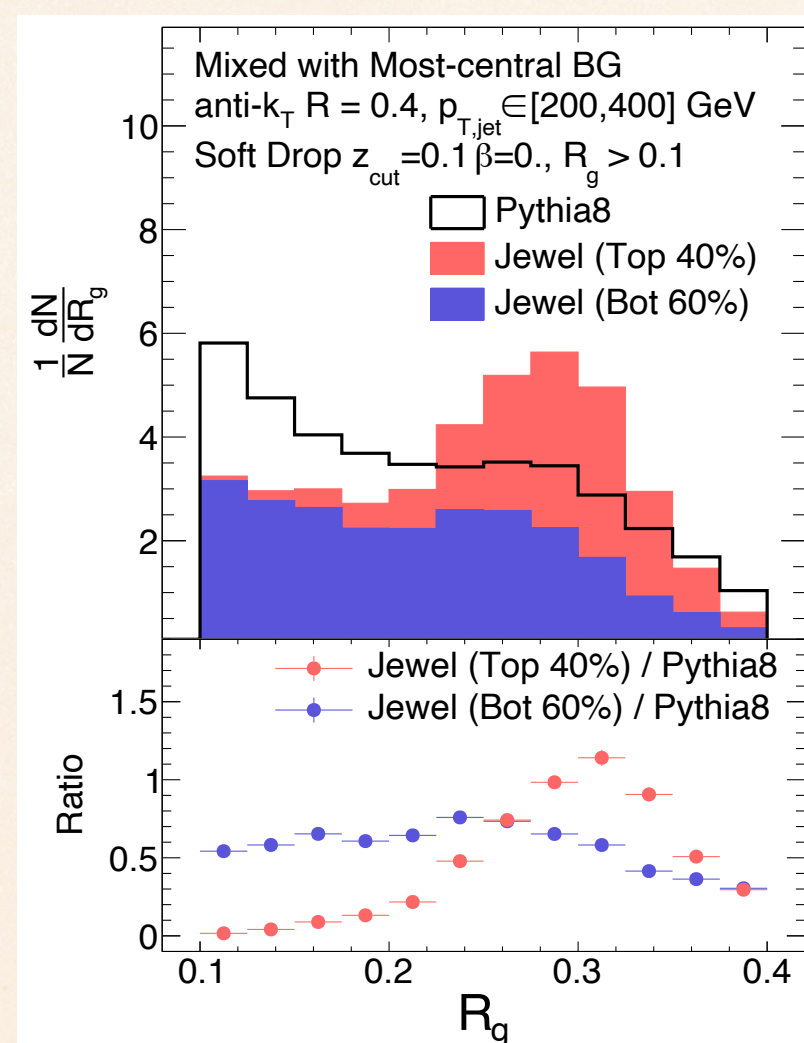 Mixed with Most-central BG
anti-k_T R = 0.4, p_T,jet ∈[200,400] GeV
Soft Drop z_cut=0.1 β=0., R_g > 0.1
Pythia8
Jewel (Top 40%)
Jewel (Bot 60%)
10
8
6
4
2
1/N dN/dR_g
Jewel (Top 40%) / Pythia8
Jewel (Bot 60%) / Pythia8
1.5
1
0.5
0
Ratio
0.1 0.2 0.3 0.4
R_g